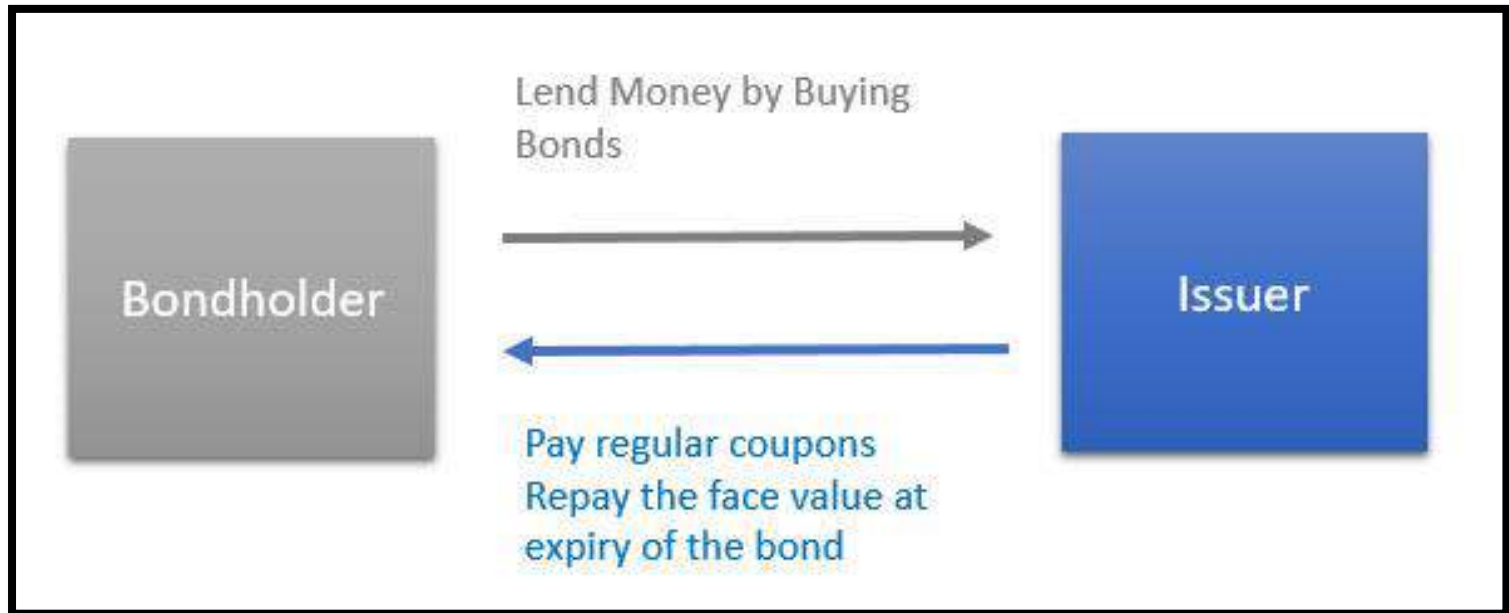 Lend Money by Buying
Bonds
Bondholder
Issuer
Pay regular coupons
Repay the face value at
expiry of the bond